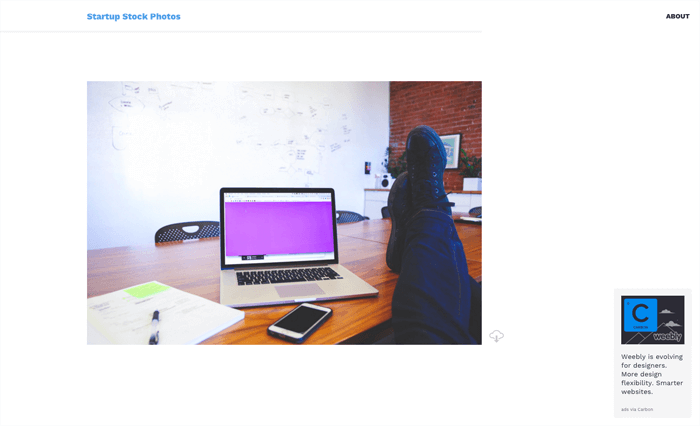 Startup Stock Photos
ABOUT
C
weebly
Weebly is evolving
for designers.
More design
flexibility. Smarter
websites.
ads via Carbon